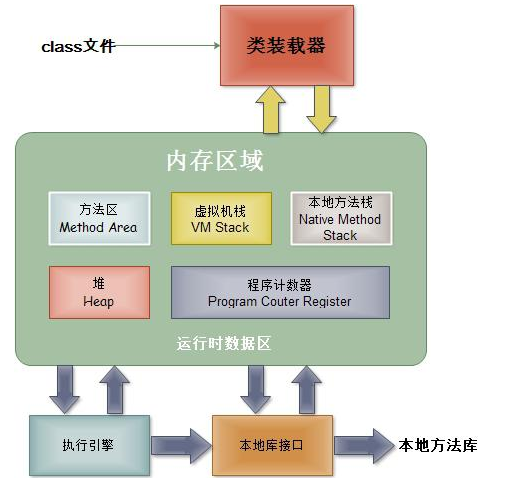 class文件
类装载器
内存区域
方法区
Method Area
虚拟机栈
VM Stack
本地方法栈
Native Method
Stack
堆
Heap
程序计数器
Program Couter Register
运行时数据区
执行引擎
本地库接口
本地方法库